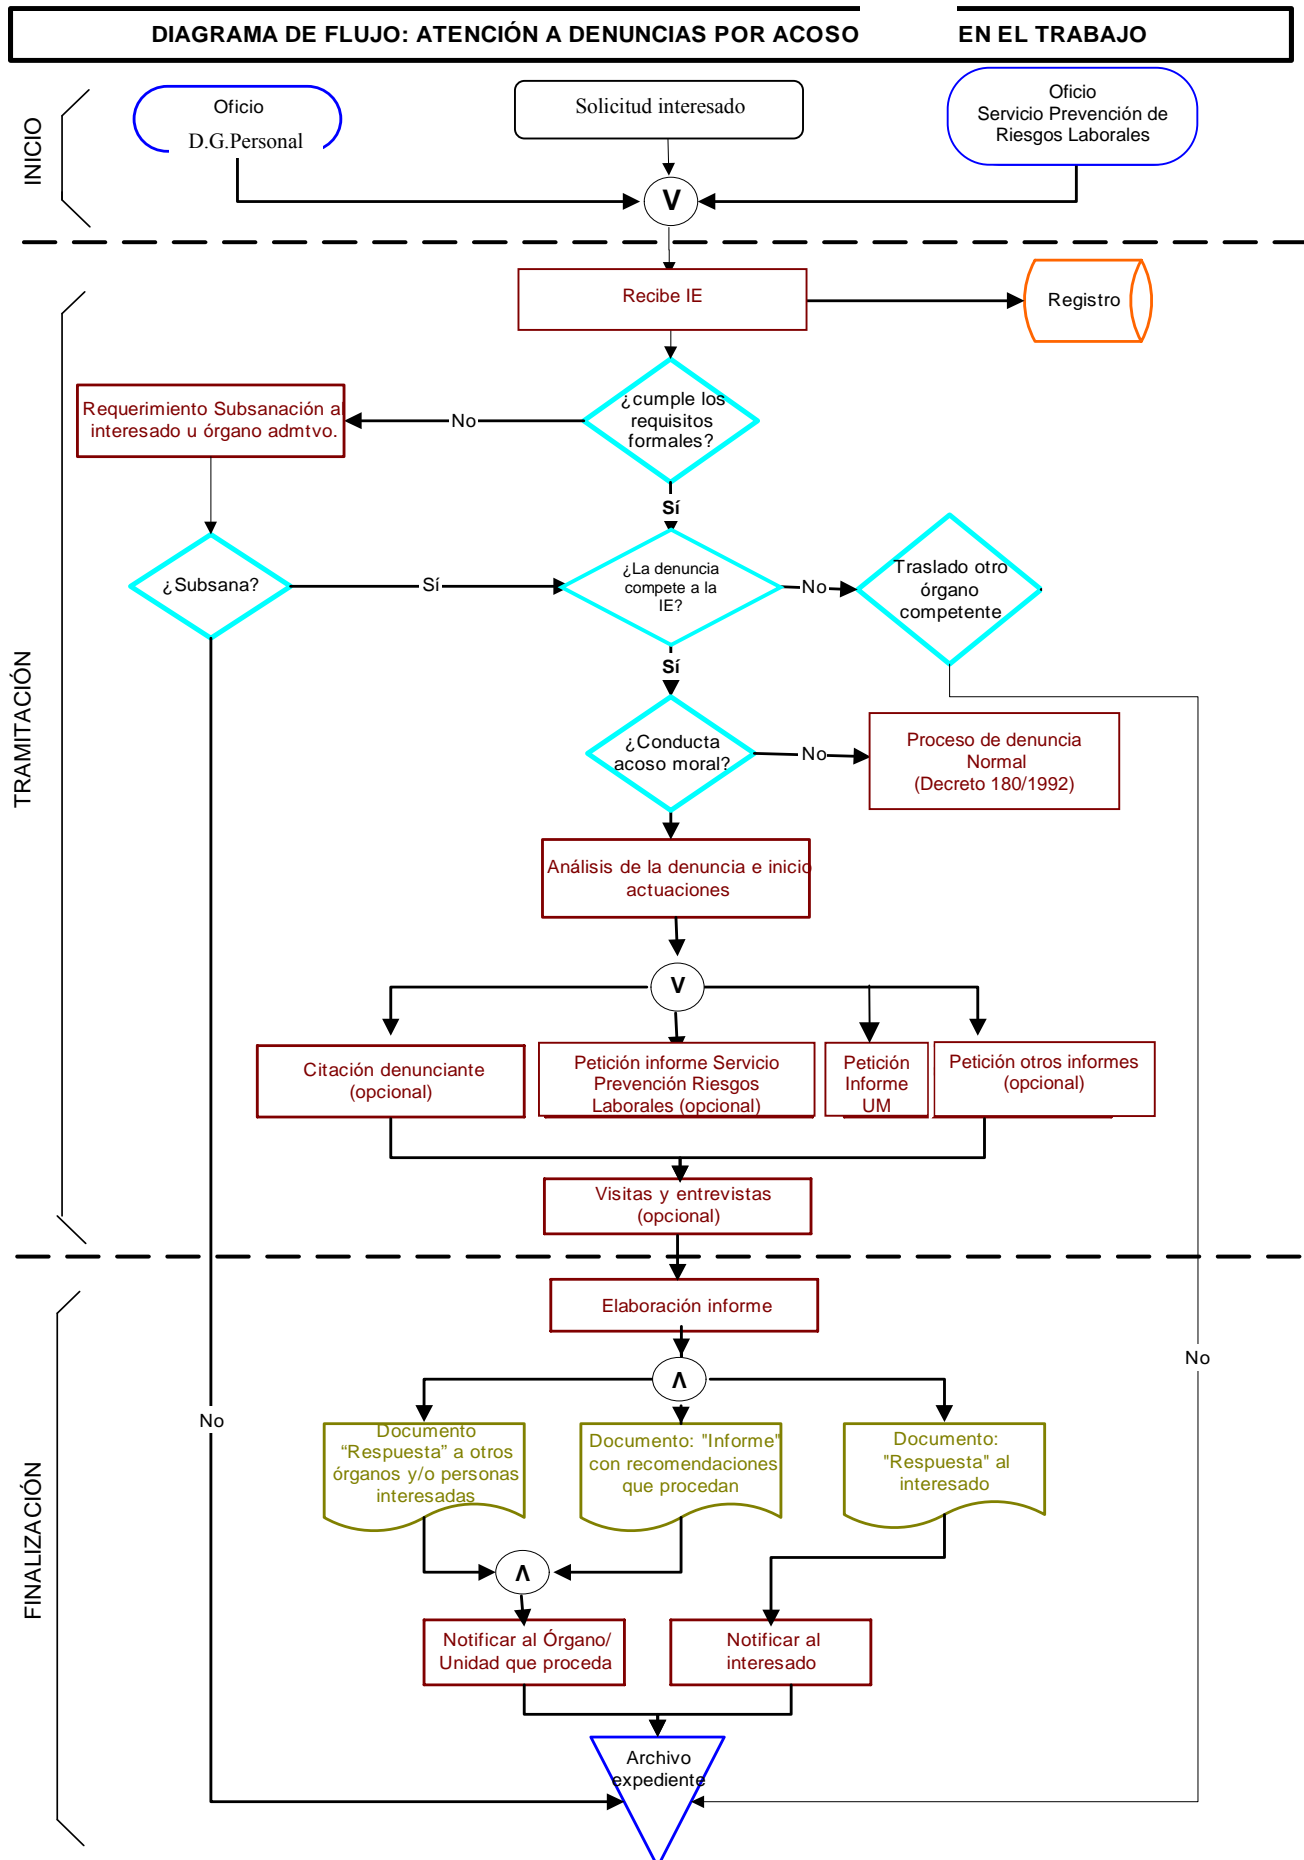 DIAGRAMA DE FLUJO: ATENCIÓN A DENUNCIAS POR ACOSO EN EL TRABAJO
INICIO
Oficio
D.G.Personal
Solicitud interesado
Oficio
Servicio Prevención de
Riesgos Laborales
V
TRAMITACIÓN
Recibe IE
Registro
¿cumple los
requisitos
formales?
No
Requerimiento Subsanación al
interesado u órgano admtvo.
Sí
¿Subsana?
Sí
¿La denuncia
compete a la
IE?
No
Traslado otro
órgano
competente
Sí
¿Conducta
acoso moral?
No
Proceso de denuncia
Normal
(Decreto 180/1992)
Análisis de la denuncia e inicio
actuaciones
V
Citación denunciante
(opcional)
Petición informe Servicio
Prevención Riesgos
Laborales (opcional)
Petición
Informe
UM
Petición otros informes
(opcional)
Visitas y entrevistas
(opcional)
FINALIZACIÓN
Elaboración informe
No
No
Λ
Documento
“Respuesta” a otros
órganos y/o personas
interesadas
Documento: "Informe"
con recomendaciones
que procedan
Documento:
"Respuesta" al
interesado
Λ
Notificar al Órgano/
Unidad que proceda
Notificar al
interesado
Archivo
expediente